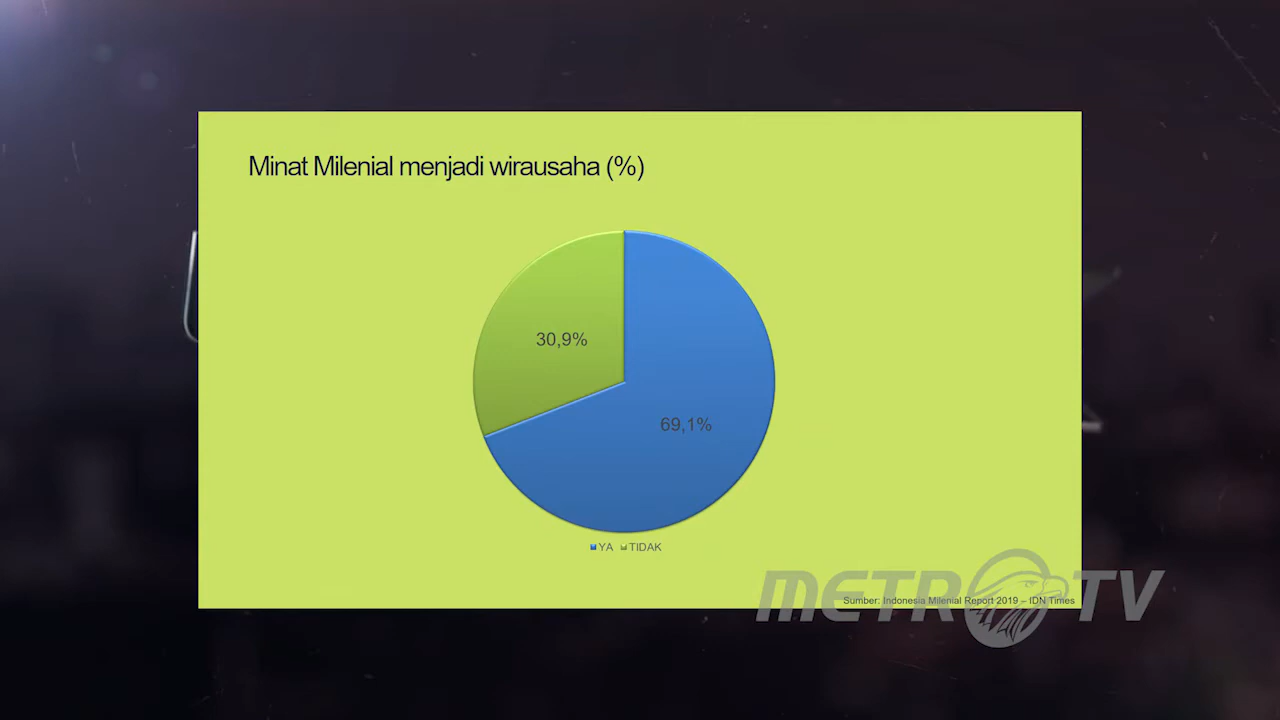 Minat Milenial menjadi wirausaha (%)
30,9%
69,1%
YA TIDAK
Sumber: Indonesia Milenial Report 2019 – IDN Times
METRO TV